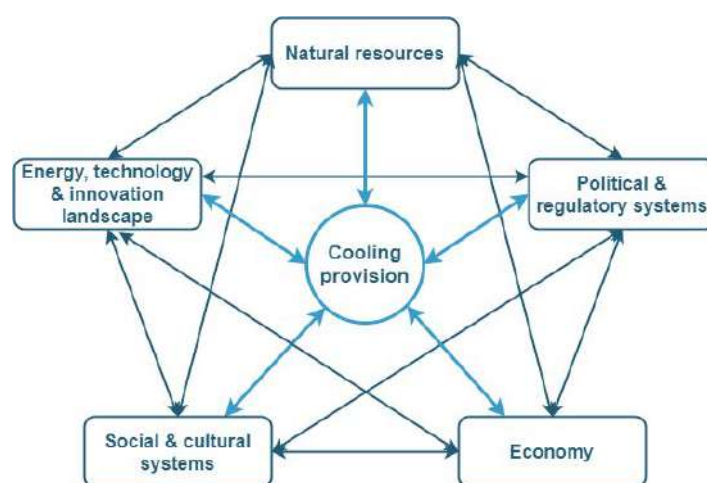 Natural resources
Energy, technology
& innovation
landscape
Political &
regulatory systems
Cooling
provision
Social & cultural
systems
Economy